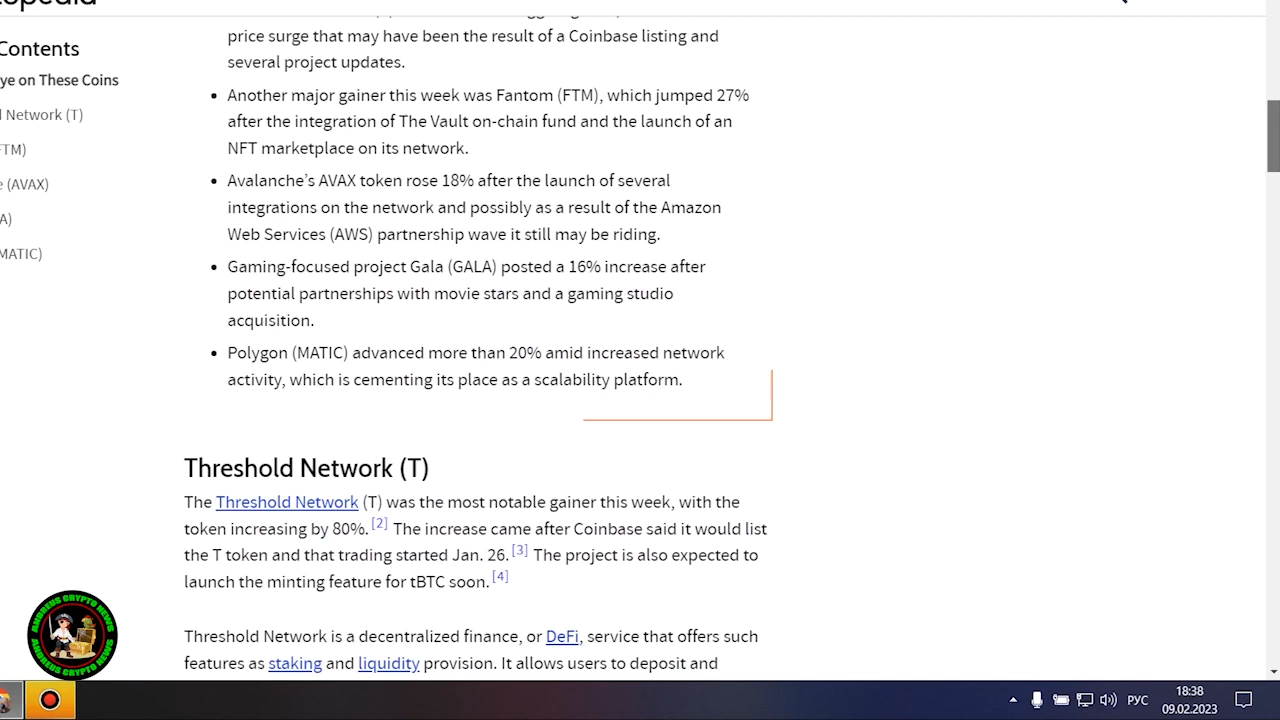 Contents
ye on These Coins
l Network (T)
FTM)
e (AVAX)
A)
MATIC)
price surge that may have been the result of a Coinbase listing and
several project updates.
• Another major gainer this week was Fantom (FTM), which jumped 27%
after the integration of The Vault on-chain fund and the launch of an
NFT marketplace on its network.
• Avalanche’s AVAX token rose 18% after the launch of several
integrations on the network and possibly as a result of the Amazon
Web Services (AWS) partnership wave it still may be riding.
• Gaming-focused project Gala (GALA) posted a 16% increase after
potential partnerships with movie stars and a gaming studio
acquisition.
• Polygon (MATIC) advanced more than 20% amid increased network
activity, which is cementing its place as a scalability platform.
Threshold Network (T)
The Threshold Network (T) was the most notable gainer this week, with the
token increasing by 80%.[2] The increase came after Coinbase said it would list
the T token and that trading started Jan. 26.[3] The project is also expected to
launch the minting feature for tBTC soon.[4]
Threshold Network is a decentralized finance, or DeFi, service that offers such
features as staking and liquidity provision. It allows users to deposit and
ANDREUS CRYPTO NEWS
ANDREUS CRYPTO NEWS
РУС
18:38
09.02.2023